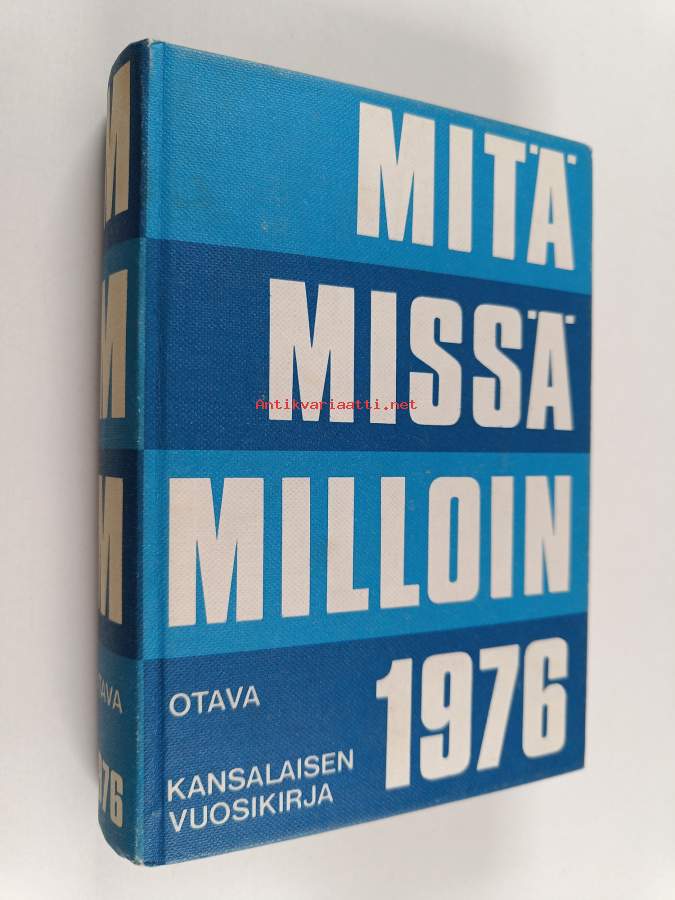 M
M
M
OTAVA
1976
MITÄ
MISSÄ
Antikvariaatti.net
MILLOIN
1976
OTAVA
KANSALAISEN
VUOSIKIRJA